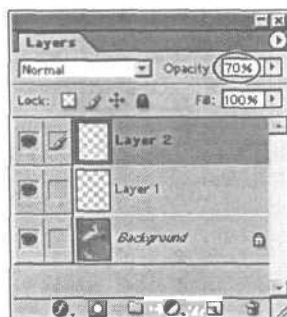 Layers
Normal Opacity: 70%
Lock: Fill: 100%
Layer 2
Layer 1
Background